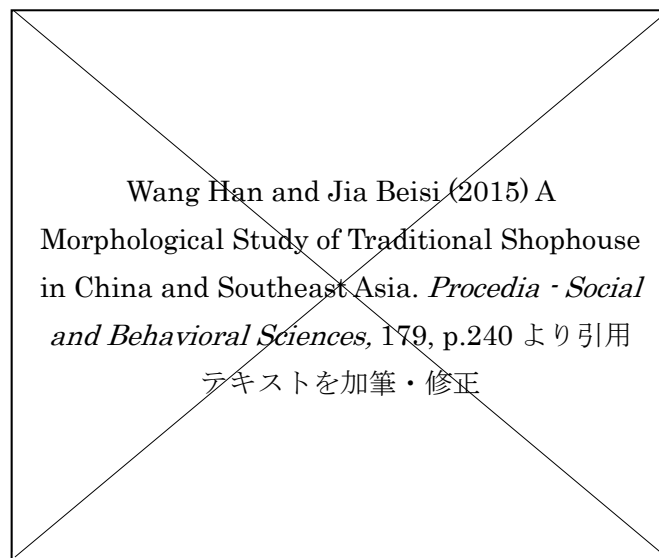 Wang Han and Jia Beisi (2015) A
Morphological Study of Traditional Shophouse
in China and Southeast Asia. Procedia - Social
and Behavioral Sciences, 179, p.240 より引用
テキストを加筆・修正